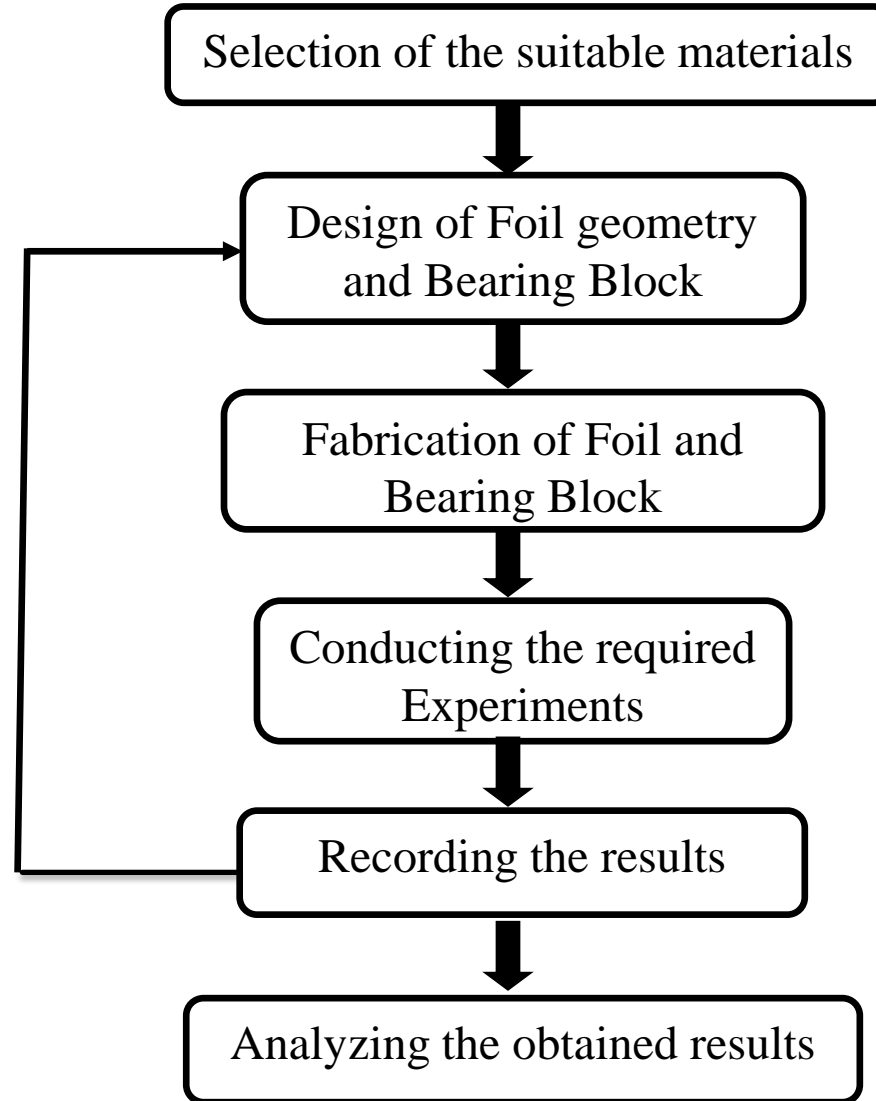 Selection of the suitable materials
Design of Foil geometry
and Bearing Block
Fabrication of Foil and
Bearing Block
Conducting the required
Experiments
Recording the results
Analyzing the obtained results